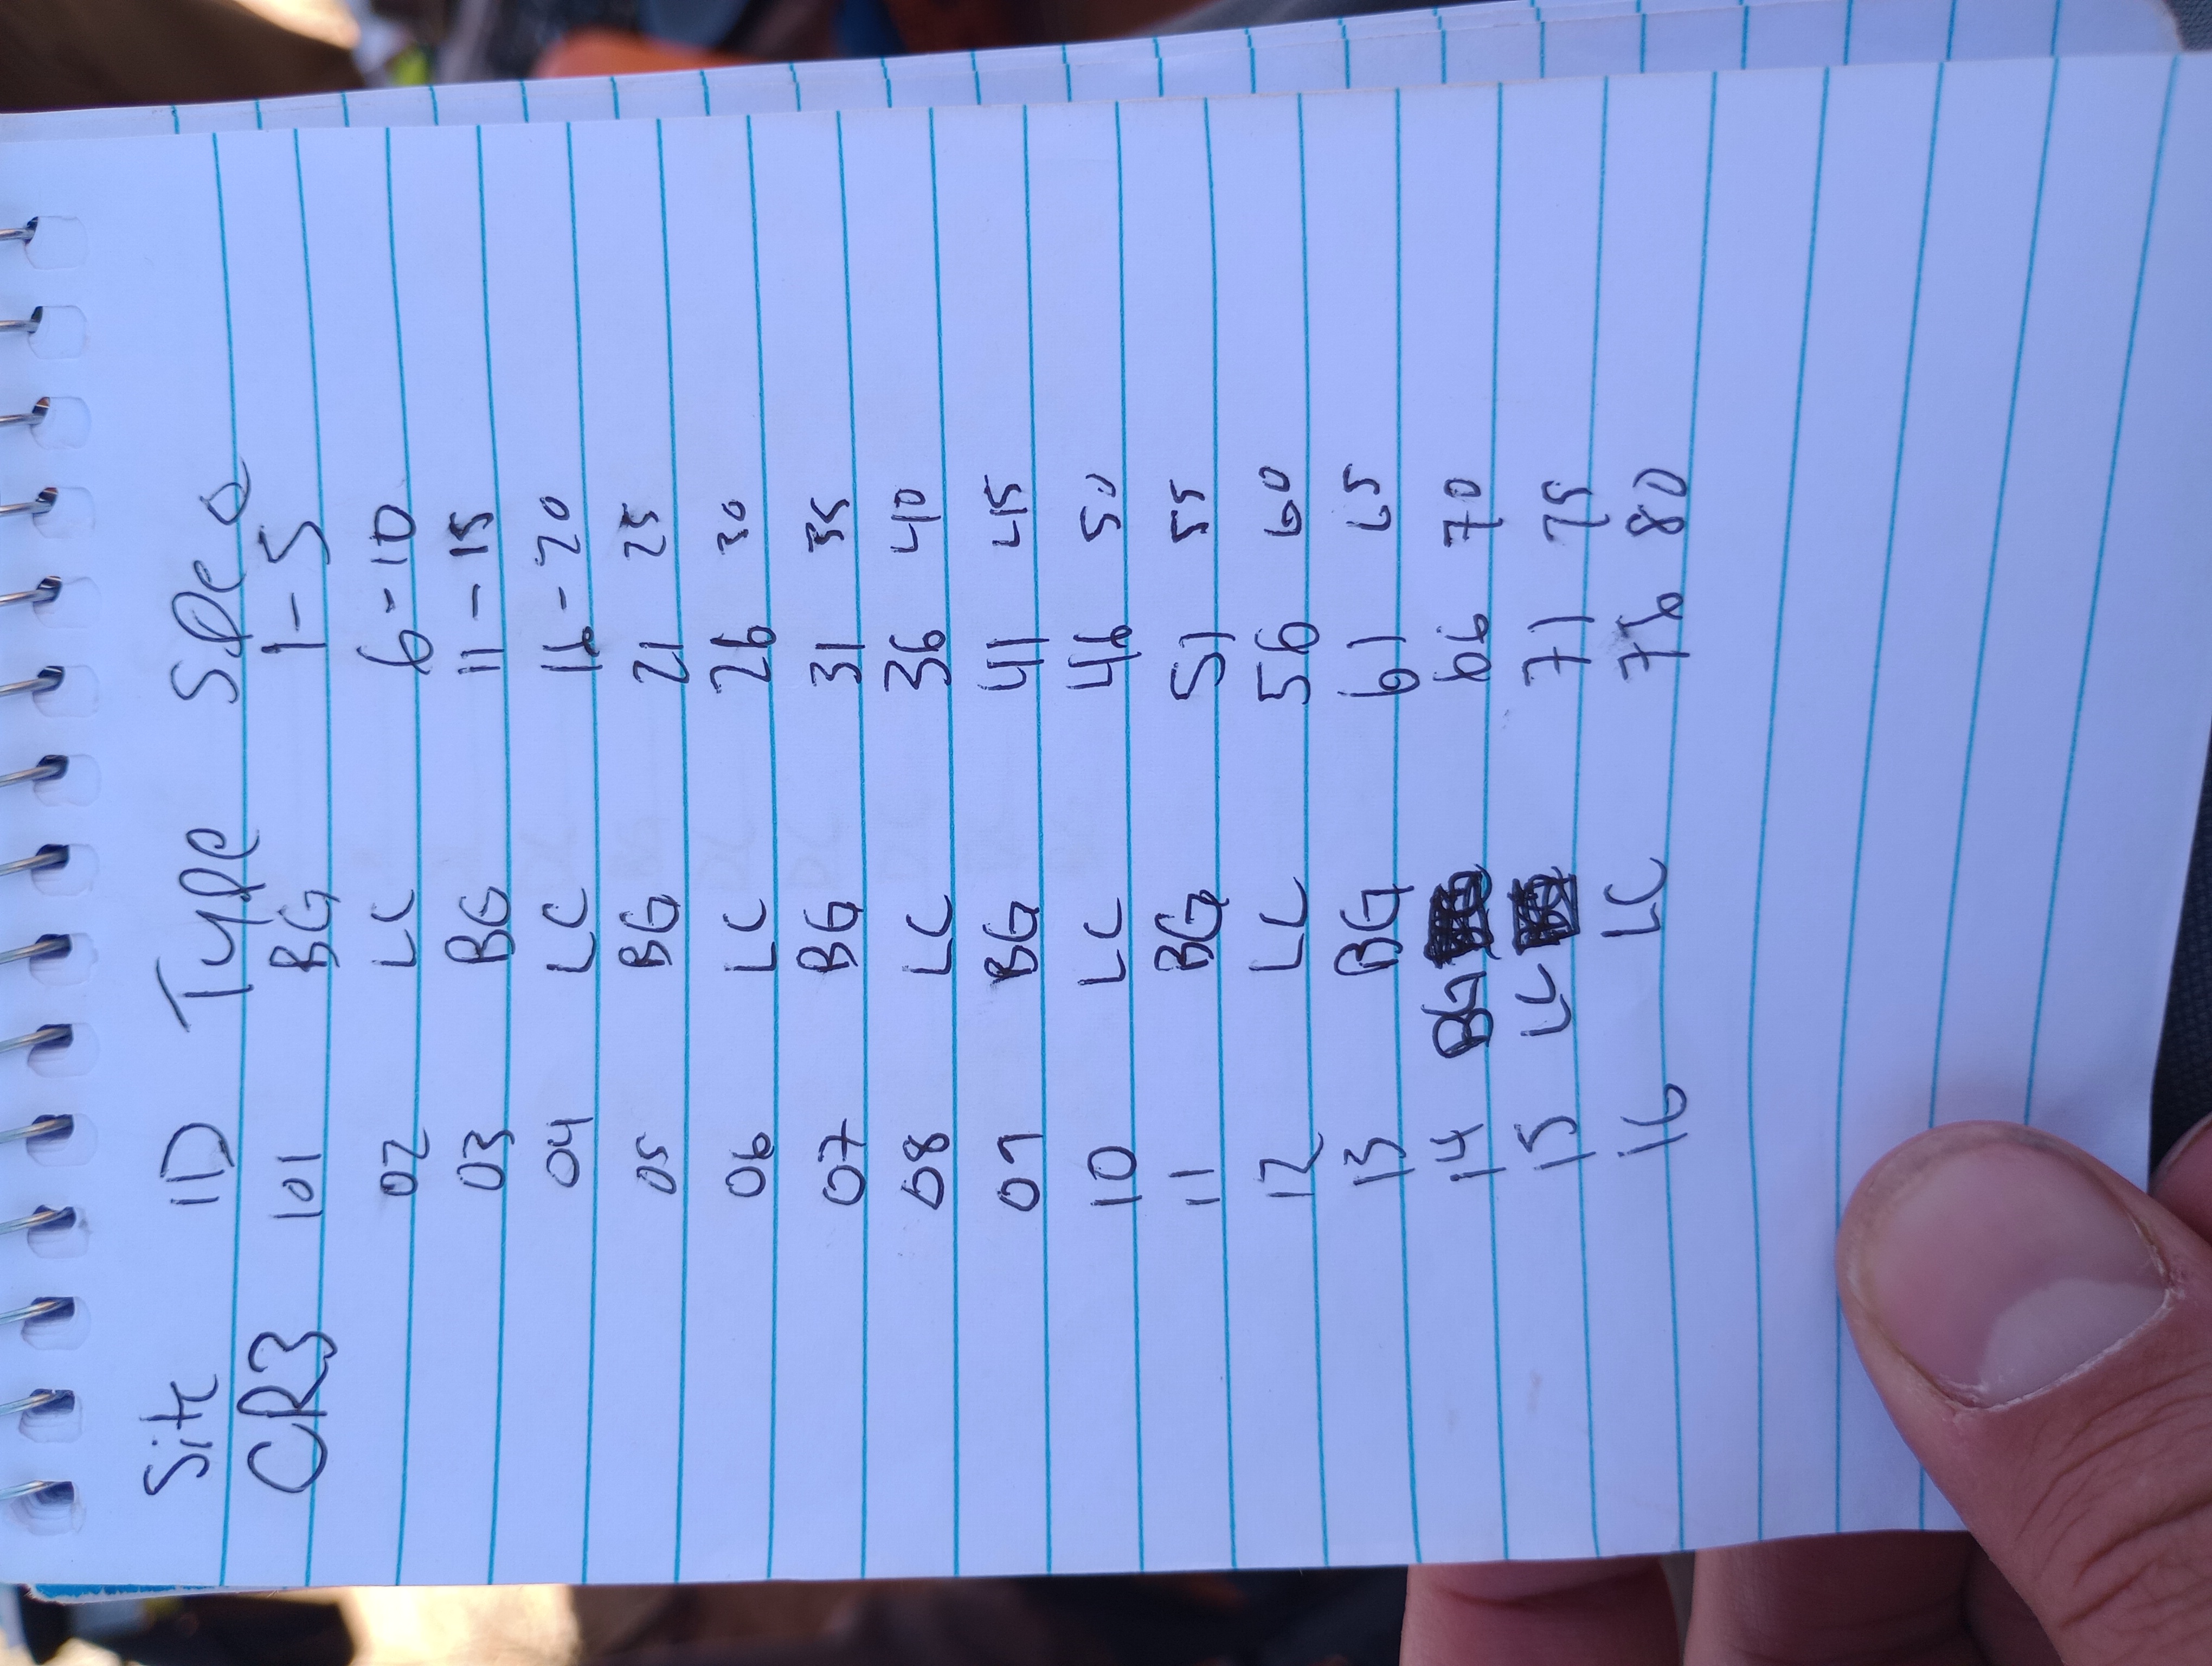 Site ID Type Spec
CR3 101 BG 1-5
02 LC 6-10
03 BG 11-15
04 LC 16-20
05 BG 21 25
06 LC 26 30
07 BG 31 35
08 LC 36 40
09 BG 41 45
10 LC 46 50
11 BG 51 55
12 LC 56 60
13 BG 61 65
14 BG 66 70
15 LC 71 75
16 LC 76 80